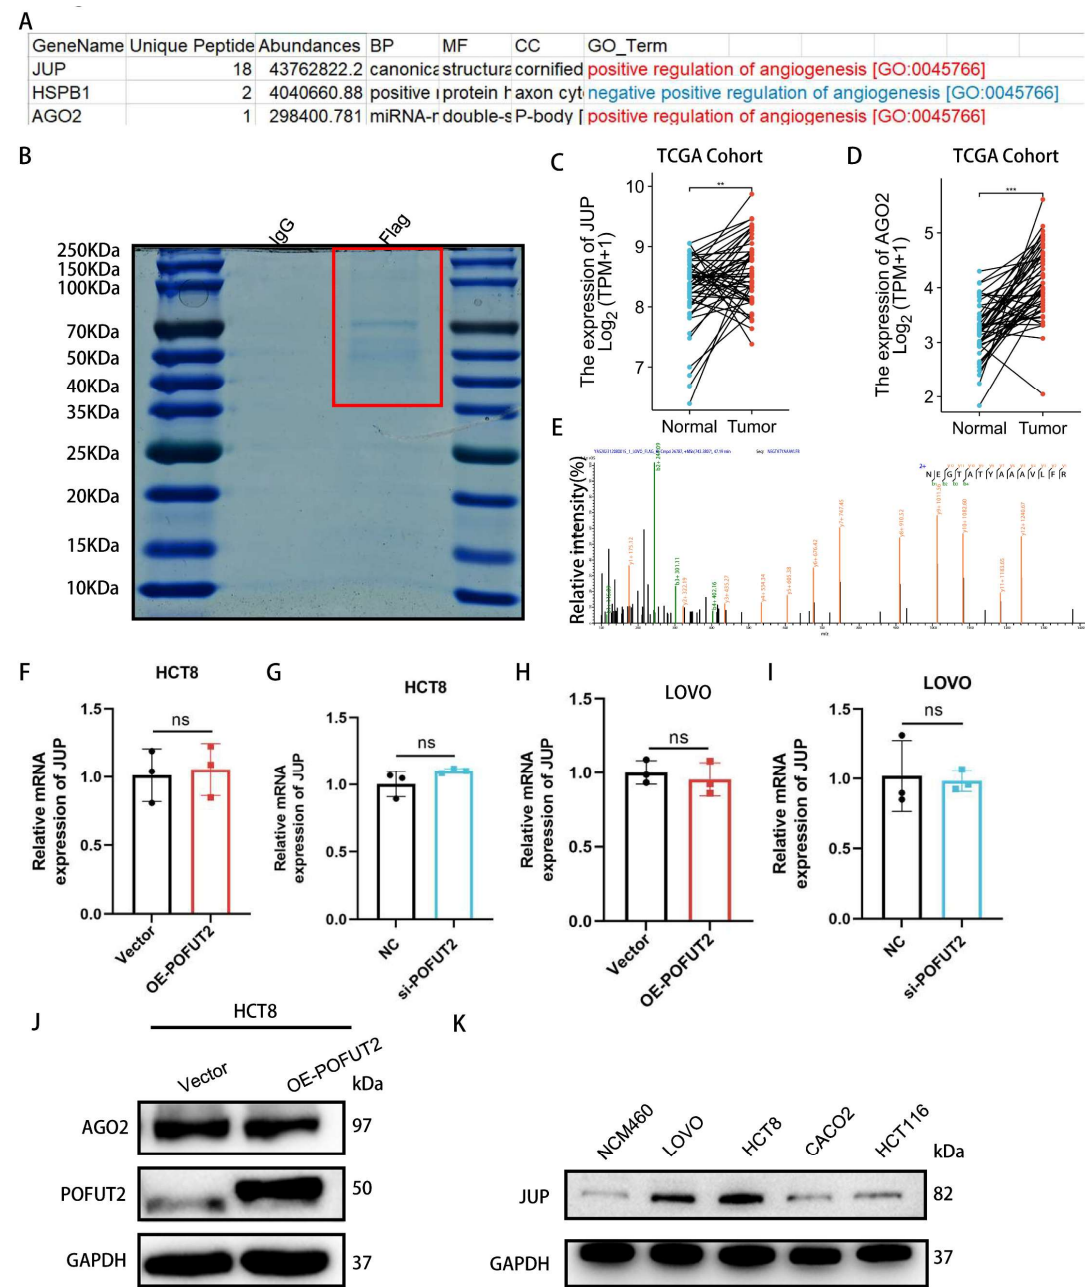 A
GeneName Unique Peptide Abundances BP MF CC GO_Term
JUP 18 43762822.2 canonica structura cornified positive regulation of angiogenesis [GO:0045766]
HSPB1 2 4040660.88 positive r protein h axon cyt negative positive regulation of angiogenesis [GO:0045766]
AGO2 1 298400.781 miRNA-r double-s P-body [ positive regulation of angiogenesis [GO:0045766]
B
IgG
Flag
250KDa
150KDa
100KDa
70KDa
50KDa
40KDa
35KDa
25KDa
20KDa
15KDa
10KDa
C
TCGA Cohort
**
The expression of JUP
Log2 (TPM+1)
10
9
8
7
Normal Tumor
D
TCGA Cohort
***
The expression of AGO2
Log2 (TPM+1)
5
4
3
2
Normal Tumor
E
Relative intensity(%)
2+
N E G T A T Y A A A V L F R
m/z
F
HCT8
ns
Relative mRNA
expression of JUP
1.5
1.0
0.5
0.0
Vector
OE-POFUT2
G
HCT8
ns
Relative mRNA
expression of JUP
1.5
1.0
0.5
0.0
NC
si-POFUT2
H
LOVO
ns
Relative mRNA
expression of JUP
1.5
1.0
0.5
0.0
Vector
OE-POFUT2
I
LOVO
ns
Relative mRNA
expression of JUP
1.5
1.0
0.5
0.0
NC
si-POFUT2
J
HCT8
Vector
OE-POFUT2
kDa
AGO2 97
POFUT2 50
GAPDH 37
K
NCM460
LOVO
HCT8
CACO2
HCT116
kDa
JUP 82
GAPDH 37